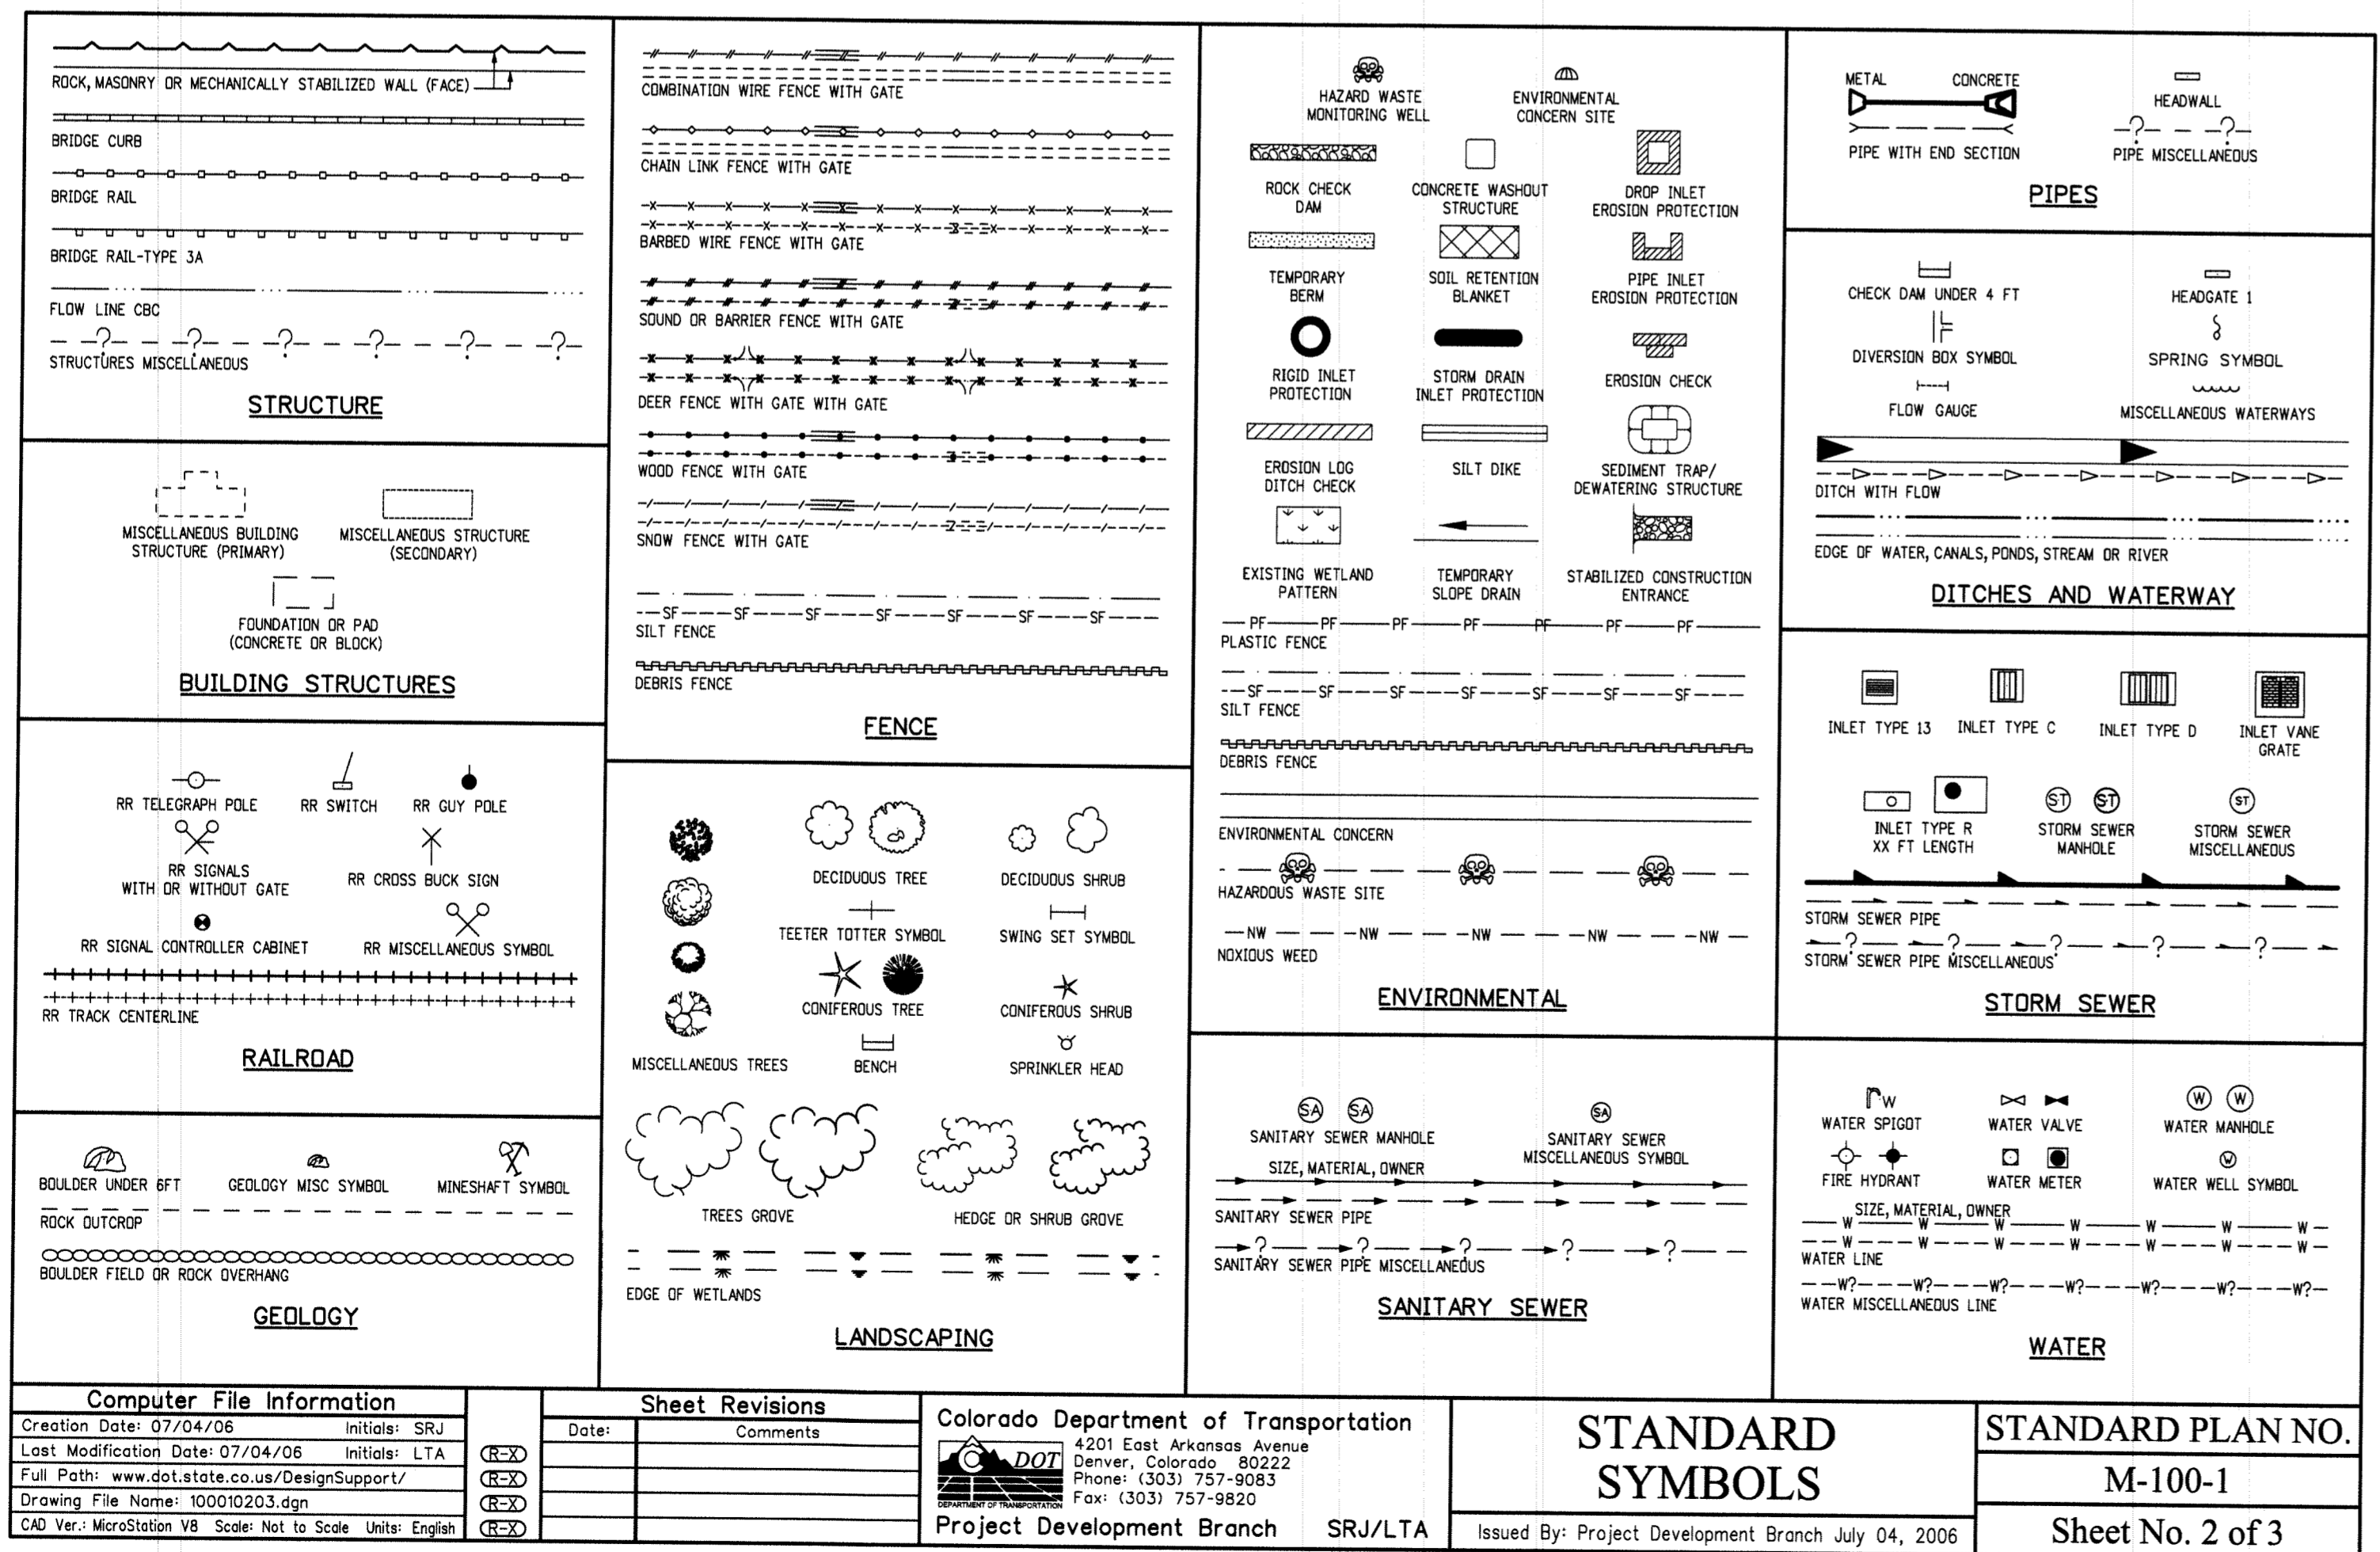 ROCK, MASONRY OR MECHANICALLY STABILIZED WALL (FACE)
BRIDGE CURB
BRIDGE RAIL
BRIDGE RAIL-TYPE 3A
FLOW LINE CBC
? ? ? ? ? ?
STRUCTURES MISCELLANEOUS
STRUCTURE
MISCELLANEOUS BUILDING
STRUCTURE (PRIMARY)
MISCELLANEOUS STRUCTURE
(SECONDARY)
FOUNDATION OR PAD
(CONCRETE OR BLOCK)
BUILDING STRUCTURES
RR TELEGRAPH POLE
RR SWITCH
RR GUY POLE
RR SIGNALS
WITH OR WITHOUT GATE
RR CROSS BUCK SIGN
RR SIGNAL CONTROLLER CABINET
RR MISCELLANEOUS SYMBOL
RR TRACK CENTERLINE
RAILROAD
BOULDER UNDER 6FT
GEOLOGY MISC SYMBOL
MINESHAFT SYMBOL
ROCK OUTCROP
BOULDER FIELD OR ROCK OVERHANG
GEOLOGY
COMBINATION WIRE FENCE WITH GATE
CHAIN LINK FENCE WITH GATE
BARBED WIRE FENCE WITH GATE
SOUND OR BARRIER FENCE WITH GATE
DEER FENCE WITH GATE WITH GATE
WOOD FENCE WITH GATE
SNOW FENCE WITH GATE
SF SF SF SF SF SF SF
SILT FENCE
DEBRIS FENCE
FENCE
MISCELLANEOUS TREES
DECIDUOUS TREE
DECIDUOUS SHRUB
TEETER TOTTER SYMBOL
SWING SET SYMBOL
CONIFEROUS TREE
CONIFEROUS SHRUB
BENCH
SPRINKLER HEAD
TREES GROVE
HEDGE OR SHRUB GROVE
EDGE OF WETLANDS
LANDSCAPING
HAZARD WASTE
MONITORING WELL
ENVIRONMENTAL
CONCERN SITE
ROCK CHECK
DAM
CONCRETE WASHOUT
STRUCTURE
DROP INLET
EROSION PROTECTION
TEMPORARY
BERM
SOIL RETENTION
BLANKET
PIPE INLET
EROSION PROTECTION
RIGID INLET
PROTECTION
STORM DRAIN
INLET PROTECTION
EROSION CHECK
EROSION LOG
DITCH CHECK
SILT DIKE
SEDIMENT TRAP/
DEWATERING STRUCTURE
EXISTING WETLAND
PATTERN
TEMPORARY
SLOPE DRAIN
STABILIZED CONSTRUCTION
ENTRANCE
PF PF PF PF PF PF PF
PLASTIC FENCE
SF SF SF SF SF SF SF
SILT FENCE
DEBRIS FENCE
ENVIRONMENTAL CONCERN
HAZARDOUS WASTE SITE
NW NW NW NW NW
NOXIOUS WEED
ENVIRONMENTAL
SA SA
SANITARY SEWER MANHOLE
SA
SANITARY SEWER
MISCELLANEOUS SYMBOL
SIZE, MATERIAL, OWNER
SANITARY SEWER PIPE
? ? ? ? ?
SANITARY SEWER PIPE MISCELLANEOUS
SANITARY SEWER
METAL CONCRETE
PIPE WITH END SECTION
HEADWALL
? ?
PIPE MISCELLANEOUS
PIPES
CHECK DAM UNDER 4 FT
HEADGATE 1
DIVERSION BOX SYMBOL
SPRING SYMBOL
FLOW GAUGE
MISCELLANEOUS WATERWAYS
DITCH WITH FLOW
EDGE OF WATER, CANALS, PONDS, STREAM OR RIVER
DITCHES AND WATERWAY
INLET TYPE 13
INLET TYPE C
INLET TYPE D
INLET VANE
GRATE
INLET TYPE R
XX FT LENGTH
ST ST
STORM SEWER
MANHOLE
ST
STORM SEWER
MISCELLANEOUS
STORM SEWER PIPE
? ? ? ? ?
STORM SEWER PIPE MISCELLANEOUS
STORM SEWER
W
WATER SPIGOT
WATER VALVE
W W
WATER MANHOLE
FIRE HYDRANT
WATER METER
W
WATER WELL SYMBOL
SIZE, MATERIAL, OWNER
W W W W W W W
W W W W W W W
WATER LINE
W? W? W? W? W? W? W?
WATER MISCELLANEOUS LINE
WATER
Computer File Information
Creation Date: 07/04/06 Initials: SRJ
Last Modification Date: 07/04/06 Initials: LTA
Full Path: www.dot.state.co.us/DesignSupport/
Drawing File Name: 100010203.dgn
CAD Ver.: MicroStation V8 Scale: Not to Scale Units: English
R-X
R-X
R-X
R-X
Sheet Revisions
Date: Comments
Colorado Department of Transportation
DOT
DEPARTMENT OF TRANSPORTATION
4201 East Arkansas Avenue
Denver, Colorado 80222
Phone: (303) 757-9083
Fax: (303) 757-9820
Project Development Branch SRJ/LTA
STANDARD
SYMBOLS
Issued By: Project Development Branch July 04, 2006
STANDARD PLAN NO.
M-100-1
Sheet No. 2 of 3